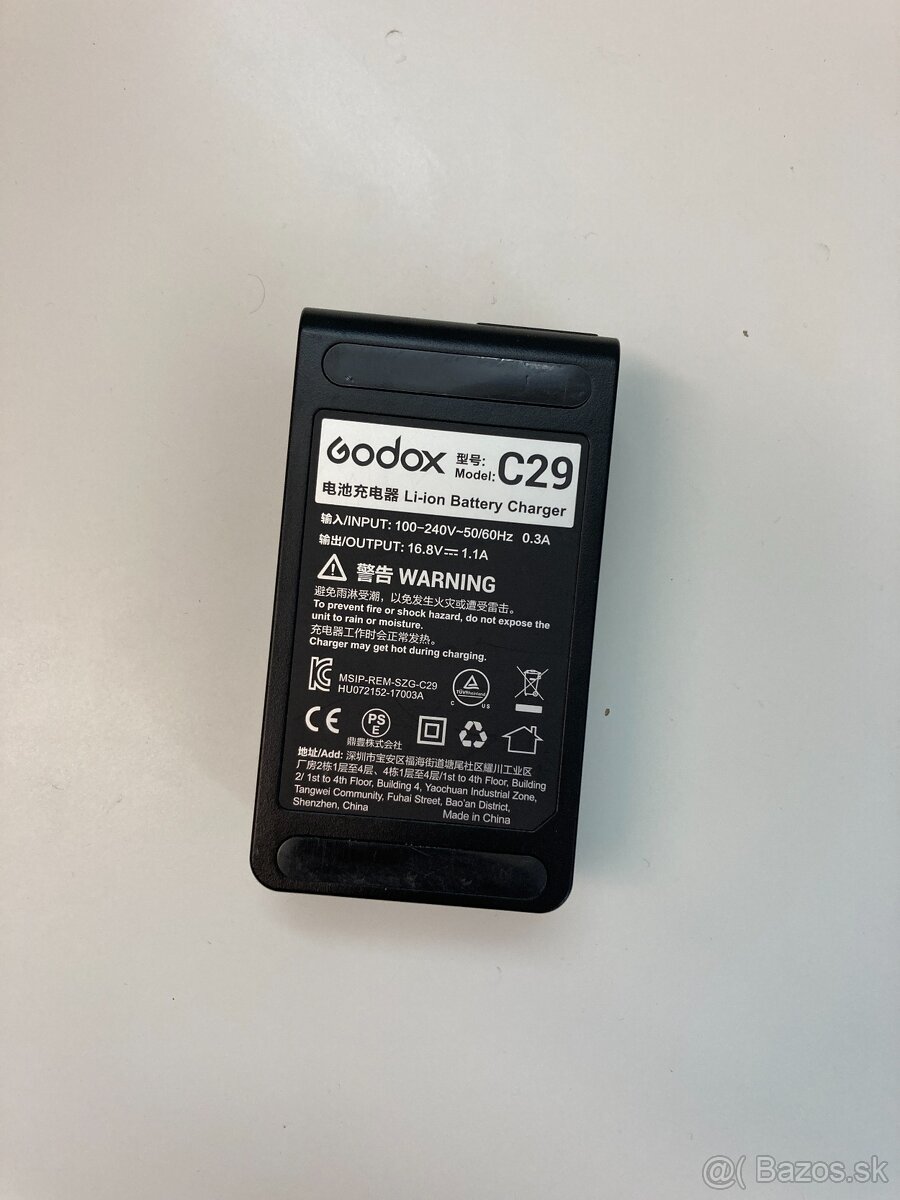 Godox 型号: Model: C29
电池充电器 Li-ion Battery Charger
输入/INPUT: 100-240V~50/60Hz 0.3A
输出/OUTPUT: 16.8V⎓1.1A
警告 WARNING
避免雨淋受潮，以免发生火灾或遭受雷击。
To prevent fire or shock hazard, do not expose the
unit to rain or moisture.
充电器工作时会正常发热。
Charger may get hot during charging.
MSIP-REM-SZG-C29
HU072152-17003A
TÜVRheinland
C US
CE
PS
E
鼎豊株式会社
地址/Add: 深圳市宝安区福海街道塘尾社区耀川工业区
厂房2栋1层至4层、4栋1层至4层/1st to 4th Floor, Building
2/ 1st to 4th Floor, Building 4, Yaochuan Industrial Zone,
Tangwei Community, Fuhai Street, Bao'an District,
Shenzhen, China
Made in China
@( Bazos.sk